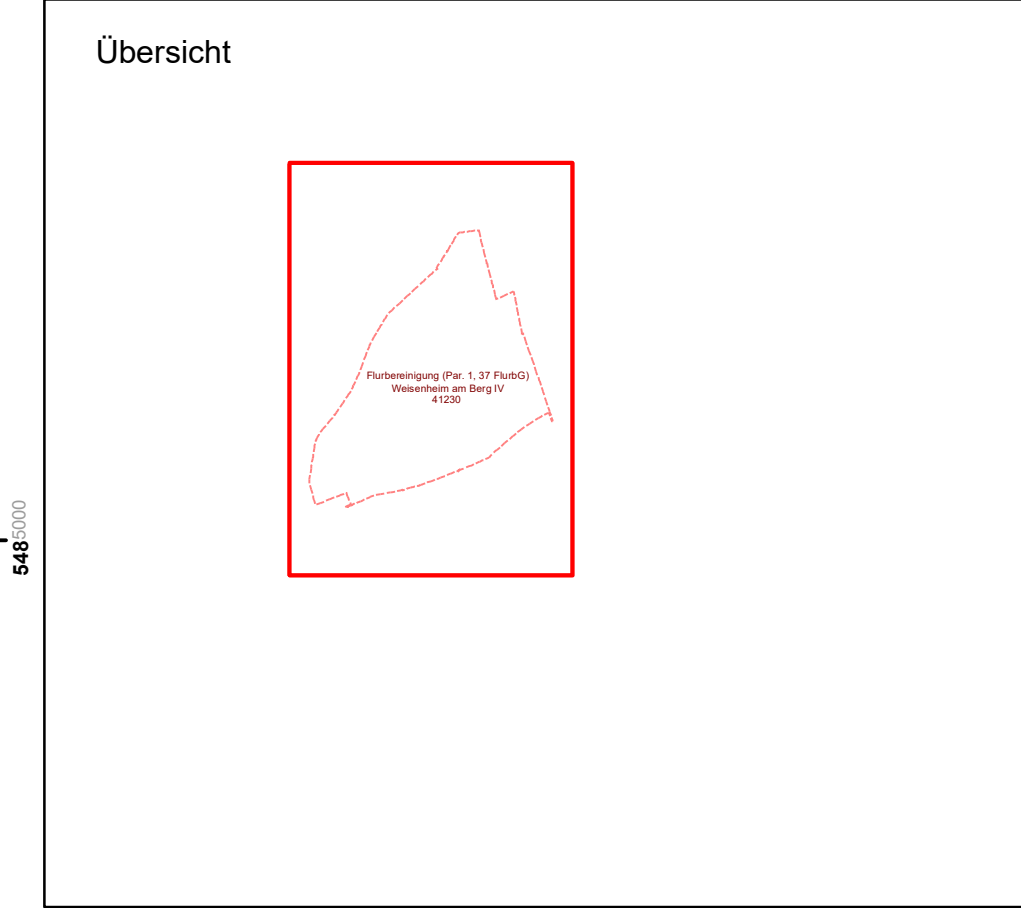 Übersicht
Flurbereinigung (Par. 1, 37 FlurbG)
Weisenheim am Berg IV
41230
5485000